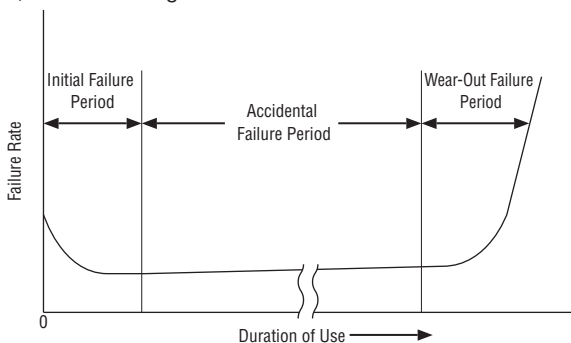 Initial Failure
Period
Accidental
Failure Period
Wear-Out Failure
Period
Failure Rate
0
Duration of Use